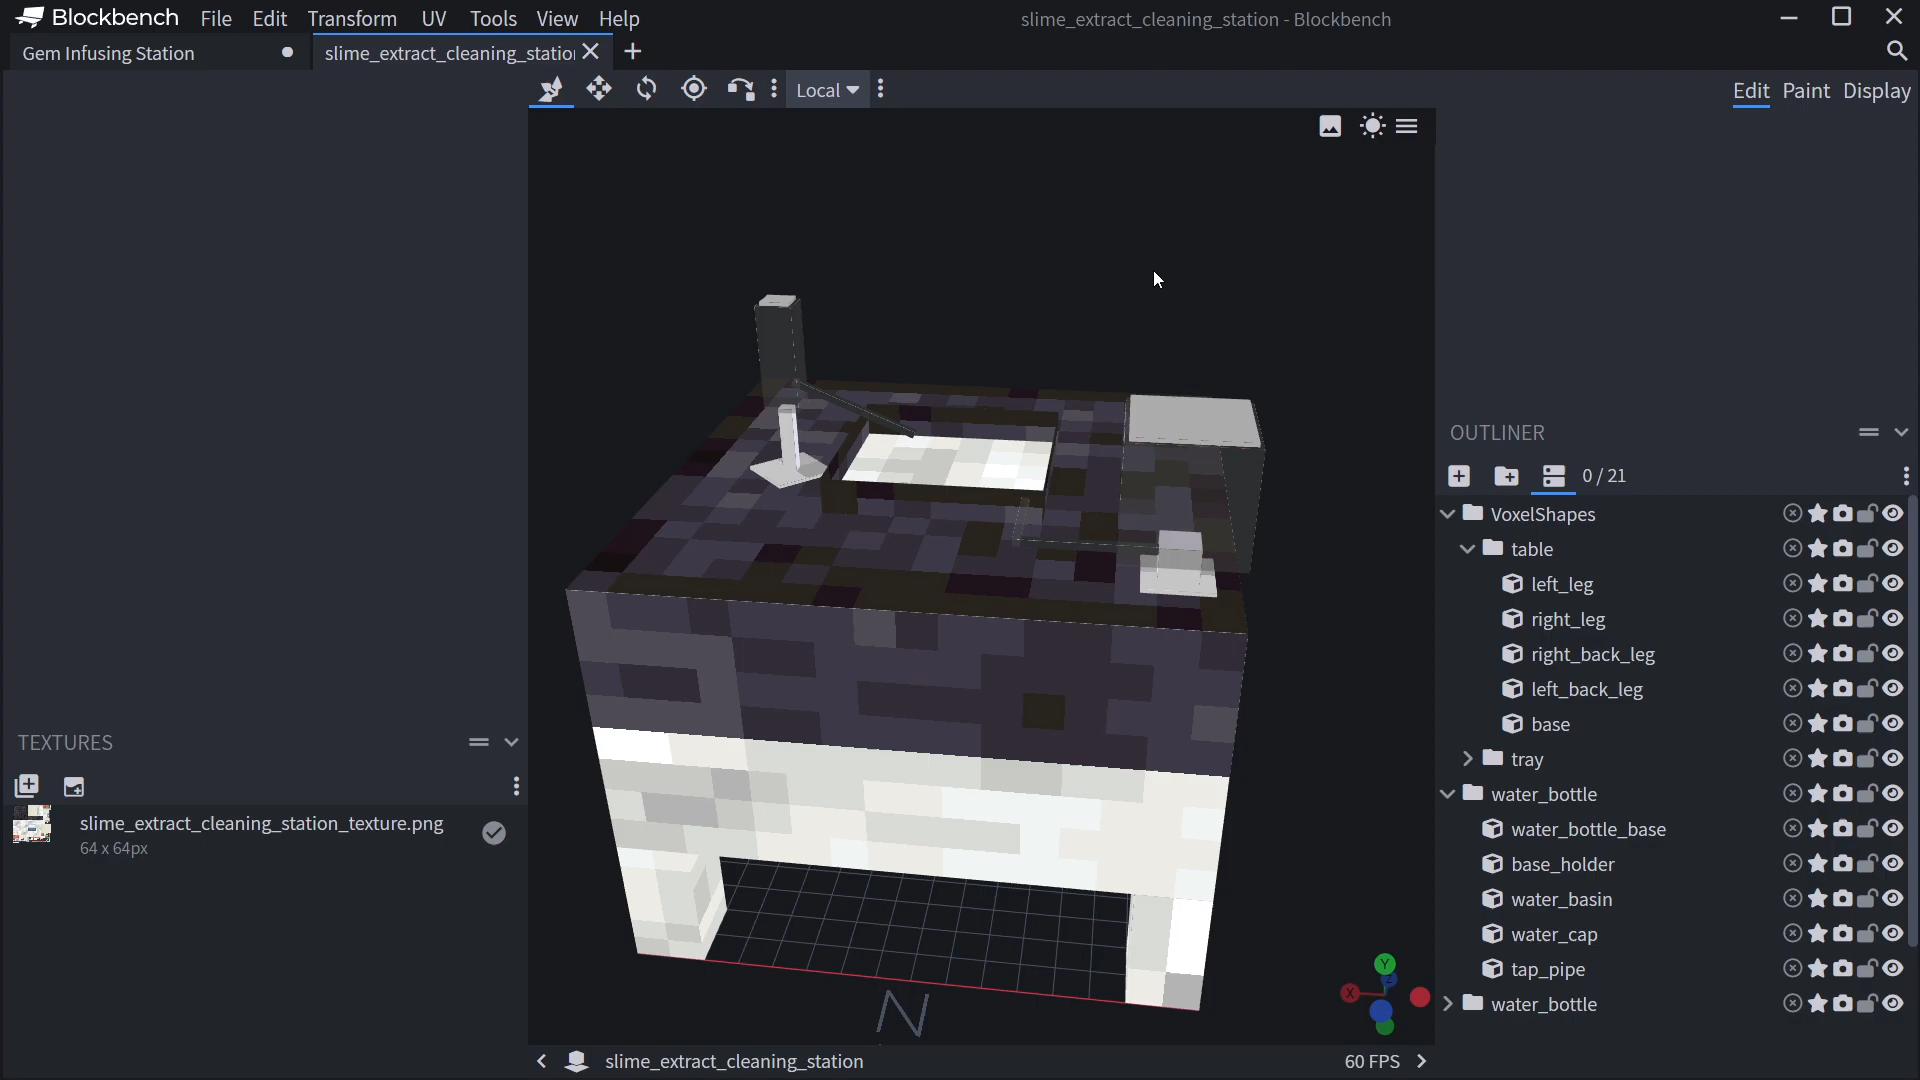 Blockbench File Edit Transform UV Tools View Help slime_extract_cleaning_station - Blockbench
Gem Infusing Station slime_extract_cleaning_statio
Local Edit Paint Display
OUTLINER
0 / 21
VoxelShapes
table
left_leg
right_leg
right_back_leg
left_back_leg
base
tray
water_bottle
water_bottle_base
base_holder
water_basin
water_cap
tap_pipe
water_bottle
TEXTURES
slime_extract_cleaning_station_texture.png
64 x 64px
N
Y
Z
X
slime_extract_cleaning_station 60 FPS